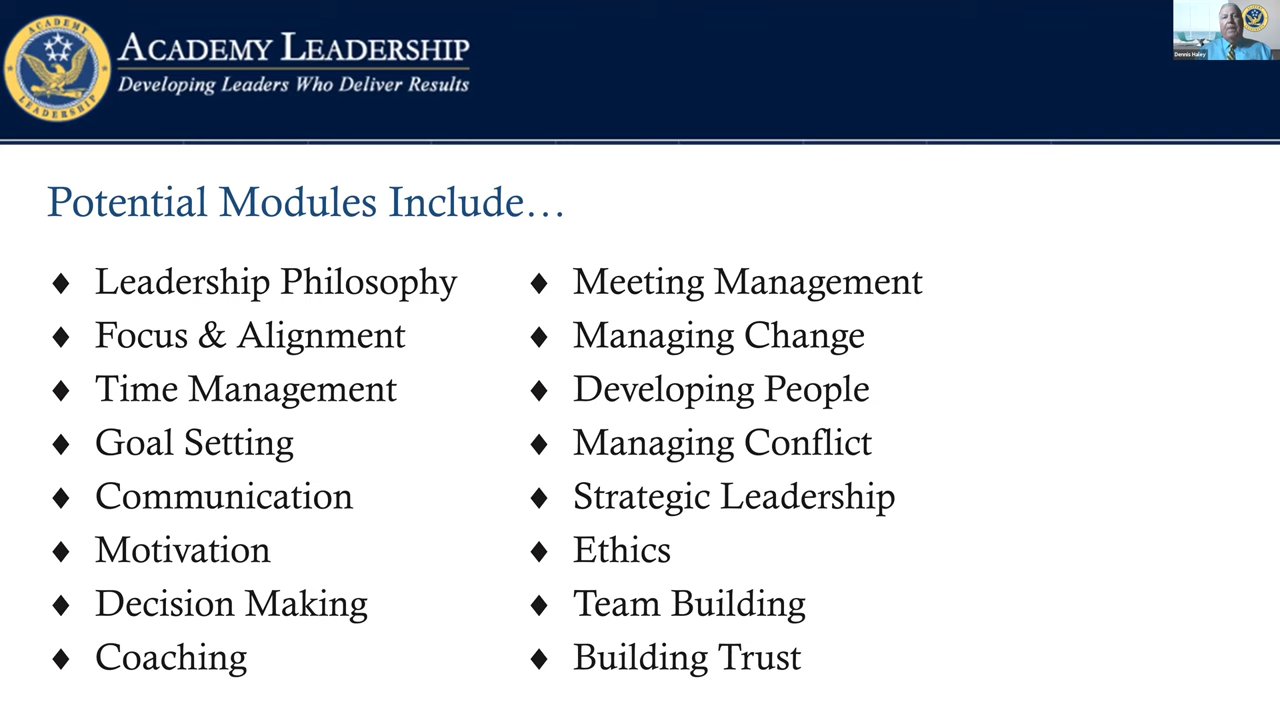 ACADEMY
LEADERSHIP
ACADEMY LEADERSHIP
Developing Leaders Who Deliver Results
Dennis Haley
Potential Modules Include…
♦ Leadership Philosophy
♦ Focus & Alignment
♦ Time Management
♦ Goal Setting
♦ Communication
♦ Motivation
♦ Decision Making
♦ Coaching
♦ Meeting Management
♦ Managing Change
♦ Developing People
♦ Managing Conflict
♦ Strategic Leadership
♦ Ethics
♦ Team Building
♦ Building Trust